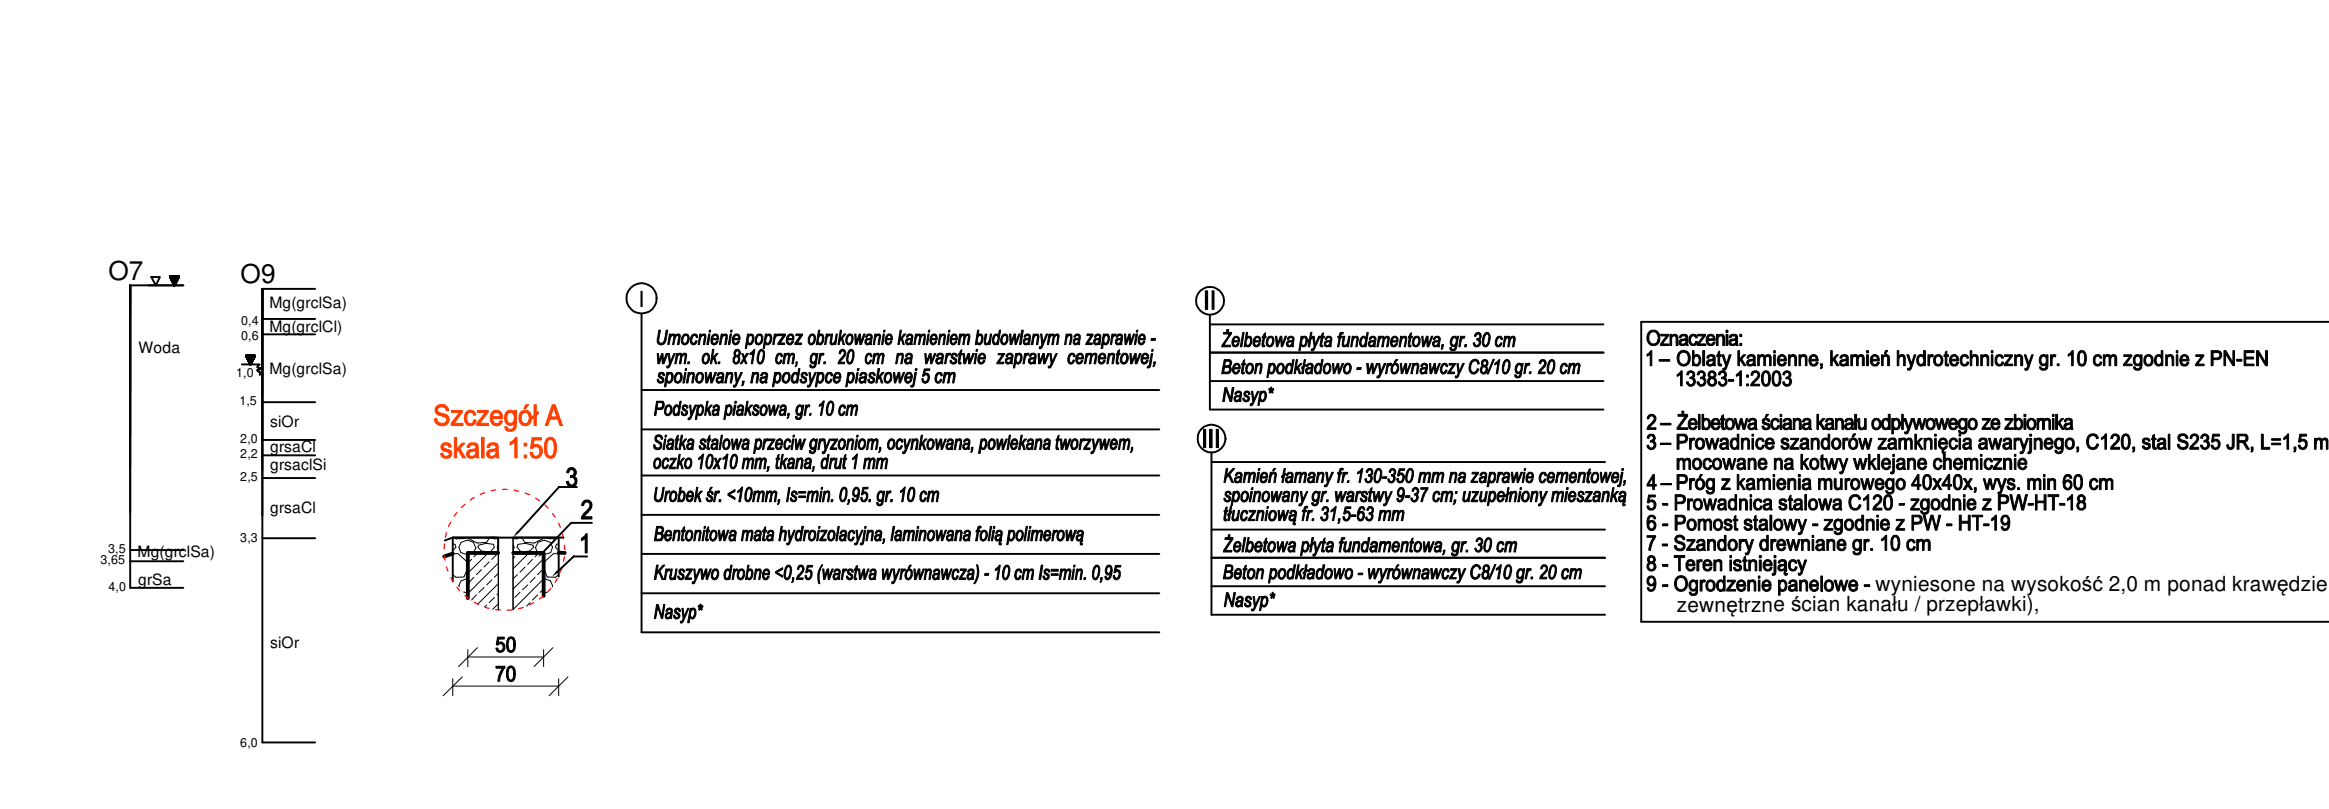 O7
Woda
3,5
Mg(grclSa)
3,65
grSa
4,0
O9
Mg(grclSa)
0,4
Mg(grclCl)
0,6
1,0
Mg(grclSa)
1,5
siOr
2,0
grsaCl
2,2
grsaclSi
2,5
grsaCl
3,3
siOr
6,0
Szczegół A
skala 1:50
3
2
1
50
70
I
Umocnienie poprzez obrukowanie kamieniem budowlanym na zaprawie -
wym. ok. 8x10 cm, gr. 20 cm na warstwie zaprawy cementowej,
spoinowany, na podsypce piaskowej 5 cm
Podsypka piaksowa, gr. 10 cm
Siatka stalowa przeciw gryzoniom, ocynkowana, powlekana tworzywem,
oczko 10x10 mm, tkana, drut 1 mm
Urobek śr. <10mm, Is=min. 0,95. gr. 10 cm
Bentonitowa mata hydroizolacyjna, laminowana folią polimerową
Kruszywo drobne <0,25 (warstwa wyrównawcza) - 10 cm Is=min. 0,95
Nasyp*
II
Żelbetowa płyta fundamentowa, gr. 30 cm
Beton podkładowo - wyrównawczy C8/10 gr. 20 cm
Nasyp*
III
Kamień łamany fr. 130-350 mm na zaprawie cementowej,
spoinowany gr. warstwy 9-37 cm; uzupełniony mieszanką
tłuczniową fr. 31,5-63 mm
Żelbetowa płyta fundamentowa, gr. 30 cm
Beton podkładowo - wyrównawczy C8/10 gr. 20 cm
Nasyp*
Oznaczenia:
1 – Oblaty kamienne, kamień hydrotechniczny gr. 10 cm zgodnie z PN-EN
13383-1:2003
2 – Żelbetowa ściana kanału odpływowego ze zbiornika
3 – Prowadnice szandorów zamknięcia awaryjnego, C120, stal S235 JR, L=1,5 m
mocowane na kotwy wklejane chemicznie
4 – Próg z kamienia murowego 40x40x, wys. min 60 cm
5 - Prowadnica stalowa C120 - zgodnie z PW-HT-18
6 - Pomost stalowy - zgodnie z PW - HT-19
7 - Szandory drewniane gr. 10 cm
8 - Teren istniejący
9 - Ogrodzenie panelowe - wyniesone na wysokość 2,0 m ponad krawędzie
zewnętrzne ścian kanału / przepławki),